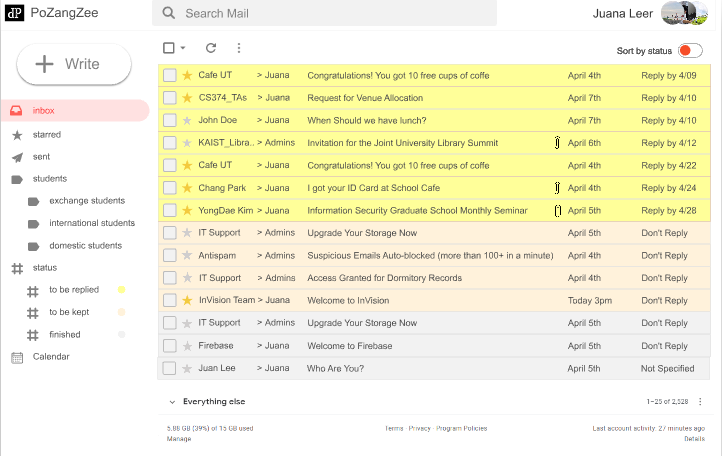 dP PoZangZee
Search Mail
Juana Leer
Write
Sort by status
inbox
starred
sent
students
exchange students
international students
domestic students
status
to be replied
to be kept
finished
Calendar
Cafe UT > Juana Congratulations! You got 10 free cups of coffe April 4th Reply by 4/09
CS374_TAs > Juana Request for Venue Allocation April 7th Reply by 4/10
John Doe > Juana When Should we have lunch? April 7th Reply by 4/10
KAIST_Libra.. > Admins Invitation for the Joint University Library Summit April 6th Reply by 4/12
Cafe UT > Juana Congratulations! You got 10 free cups of coffe April 4th Reply by 4/22
Chang Park > Juana I got your ID Card at School Cafe April 4th Reply by 4/24
YongDae Kim > Juana Information Security Graduate School Monthly Seminar April 5th Reply by 4/28
IT Support > Admins Upgrade Your Storage Now April 5th Don't Reply
Antispam > Admins Suspicious Emails Auto-blocked (more than 100+ in a minute) April 4th Don't Reply
IT Support > Admins Access Granted for Dormitory Records April 4th Don't Reply
InVision Team > Juana Welcome to InVision Today 3pm Don't Reply
IT Support > Admins Upgrade Your Storage Now April 5th Don't Reply
Firebase > Juana Welcome to Firebase April 5th Don't Reply
Juan Lee > Juana Who Are You? April 5th Not Specified
Everything else 1–25 of 2,528
5.88 GB (39%) of 15 GB used Terms · Privacy · Program Policies Last account activity: 27 minutes ago
Manage Details